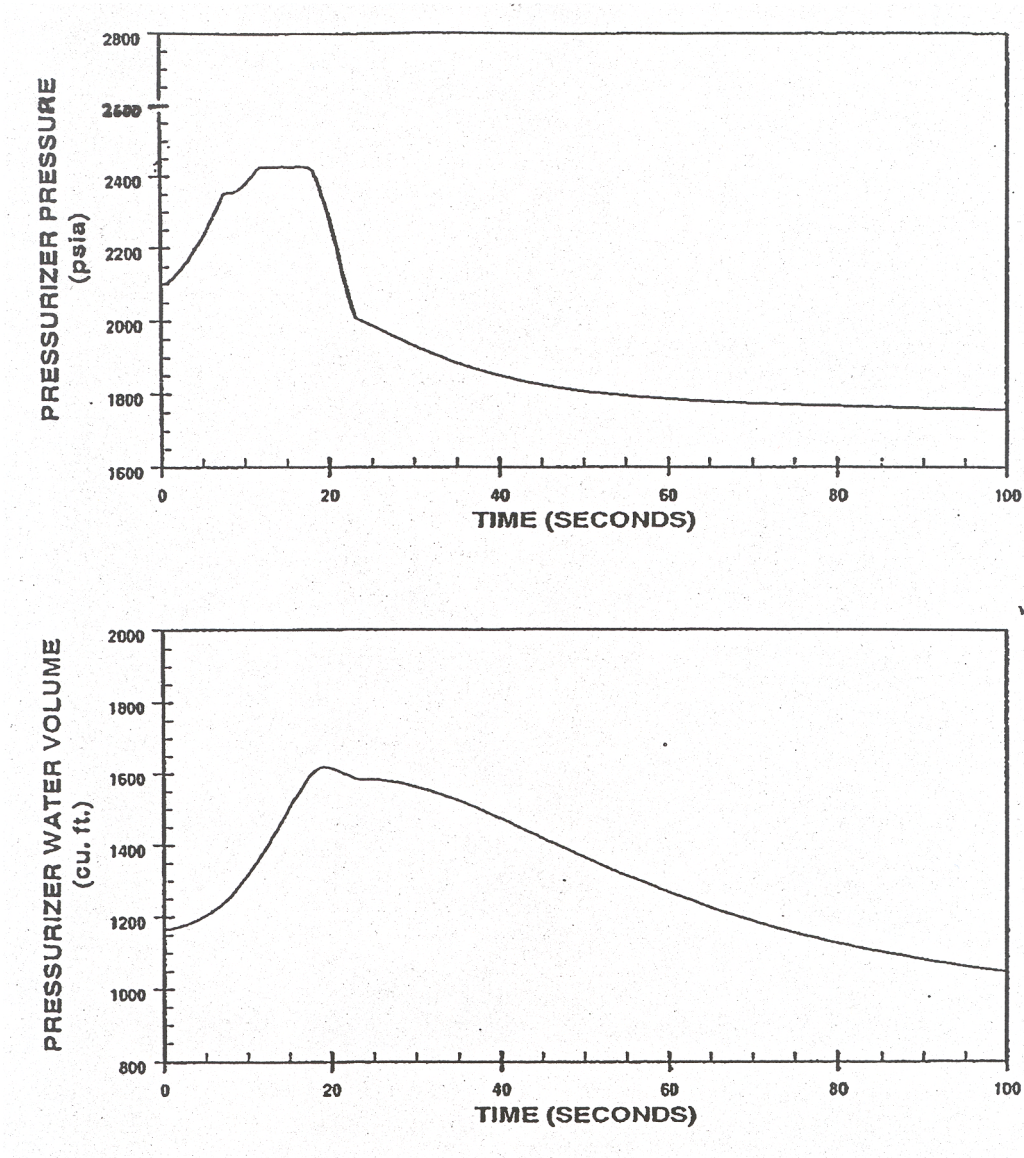 PRESSURIZER PRESSURE
(psia)
2800
2600
2400
2200
2000
1800
1600
0 20 40 60 80 100
TIME (SECONDS)
PRESSURIZER WATER VOLUME
(cu. ft.)
2000
1800
1600
1400
1200
1000
800
0 20 40 60 80 100
TIME (SECONDS)